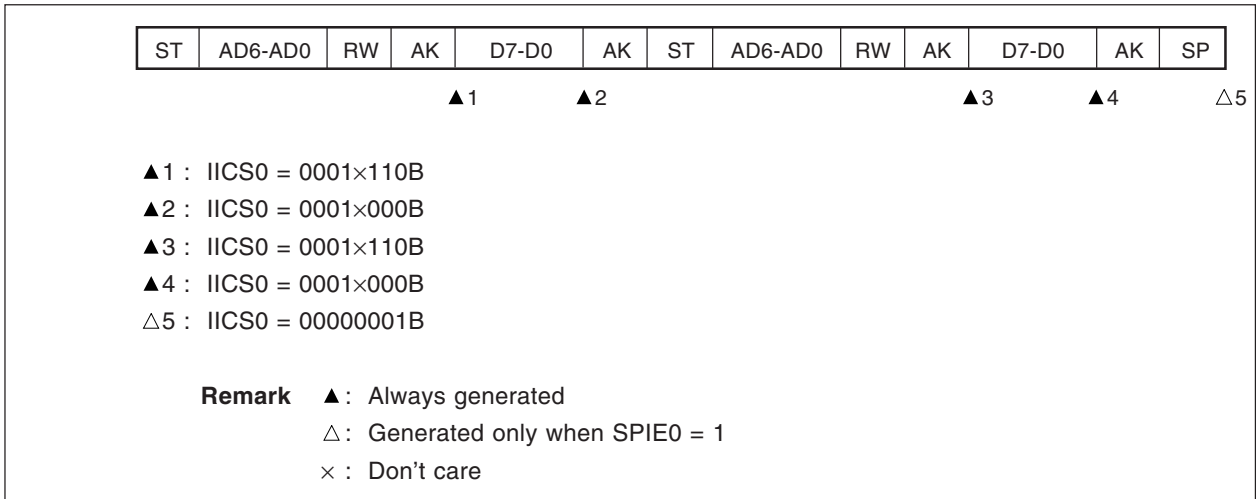 ST AD6-AD0 RW AK D7-D0 AK ST AD6-AD0 RW AK D7-D0 AK SP
▲1 ▲2 ▲3 ▲4 △5
▲1 : IICS0 = 0001×110B
▲2 : IICS0 = 0001×000B
▲3 : IICS0 = 0001×110B
▲4 : IICS0 = 0001×000B
△5 : IICS0 = 00000001B
Remark ▲ : Always generated
△ : Generated only when SPIE0 = 1
× : Don't care